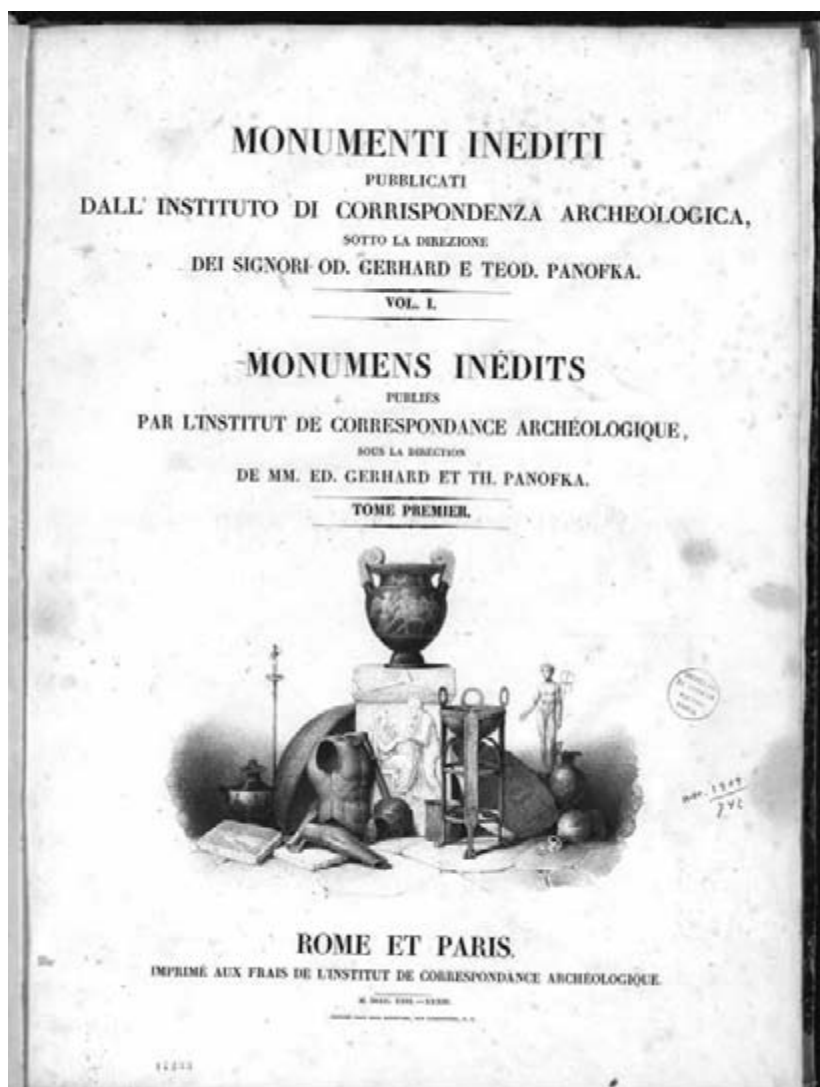 MONUMENTI INEDITI
PUBBLICATI
DALL' INSTITUTO DI CORRISPONDENZA ARCHEOLOGICA,
SOTTO LA DIREZIONE
DEI SIGNORI OD. GERHARD E TEOD. PANOFKA.
VOL. I.
MONUMENS INÉDITS
PUBLIÉS
PAR L'INSTITUT DE CORRESPONDANCE ARCHÉOLOGIQUE,
SOUS LA DIRECTION
DE MM. ED. GERHARD ET TH. PANOFKA.
TOME PREMIER.
ROME ET PARIS.
IMPRIMÉ AUX FRAIS DE L'INSTITUT DE CORRESPONDANCE ARCHÉOLOGIQUE.